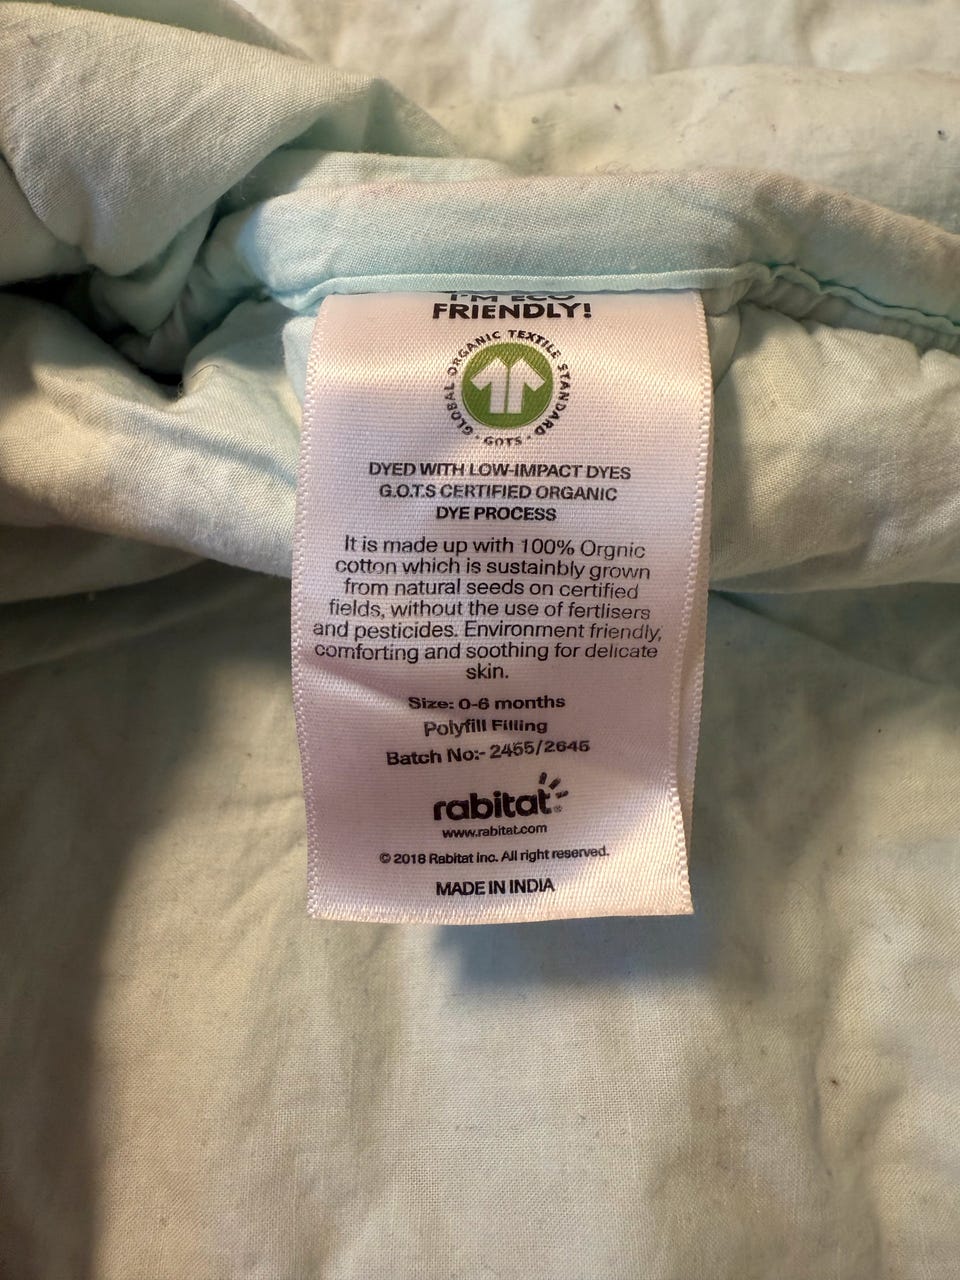 I'M ECO
FRIENDLY!
GLOBAL ORGANIC TEXTILE STANDARD
· GOTS ·
DYED WITH LOW-IMPACT DYES
G.O.T.S CERTIFIED ORGANIC
DYE PROCESS
It is made up with 100% Orgnic
cotton which is sustainbly grown
from natural seeds on certified
fields, without the use of fertlisers
and pesticides. Environment friendly,
comforting and soothing for delicate
skin.
Size: 0-6 months
Polyfill Filling
Batch No:- 2465/2645
rabitat®
www.rabitat.com
© 2018 Rabitat inc. All right reserved.
MADE IN INDIA